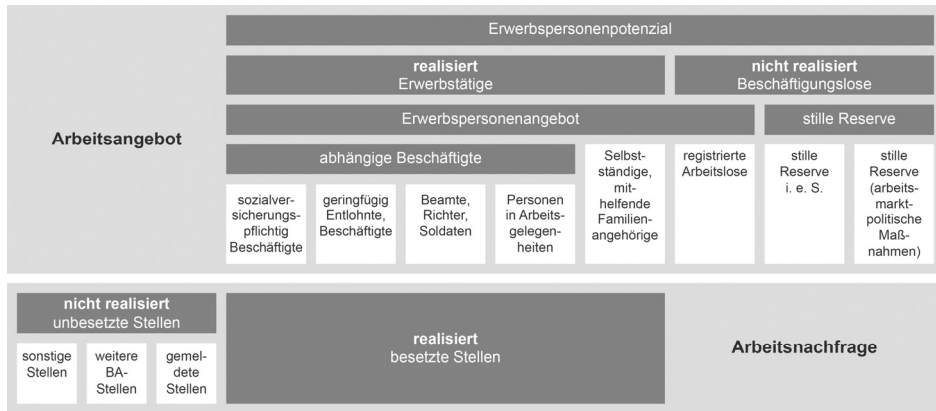 Erwerbspersonenpotenzial
realisiert
Erwerbstätige
nicht realisiert
Beschäftigungslose
Arbeitsangebot
Erwerbspersonenangebot
stille Reserve
abhängige Beschäftigte
sozialver-
sicherungs-
pflichtig
Beschäftigte
geringfügig
Entlohnte,
Beschäftigte
Beamte,
Richter,
Soldaten
Personen
in Arbeits-
gelegen-
heiten
Selbst-
ständige,
mit-
helfende
Familien-
angehörige
registrierte
Arbeitslose
stille
Reserve
i. e. S.
stille
Reserve
(arbeits-
markt-
politische
Maß-
nahmen)
nicht realisiert
unbesetzte Stellen
sonstige
Stellen
weitere
BA-
Stellen
gemel-
dete
Stellen
realisiert
besetzte Stellen
Arbeitsnachfrage